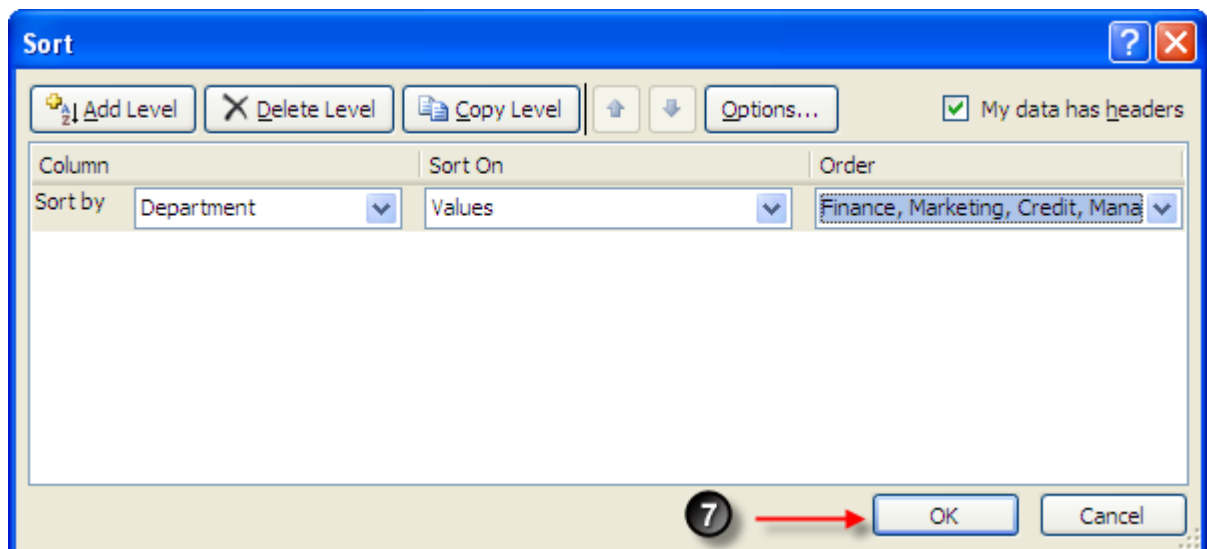 Sort
Add Level Delete Level Copy Level Options... My data has headers
Column Sort On Order
Sort by Department Values Finance, Marketing, Credit, Mana
7 OK Cancel